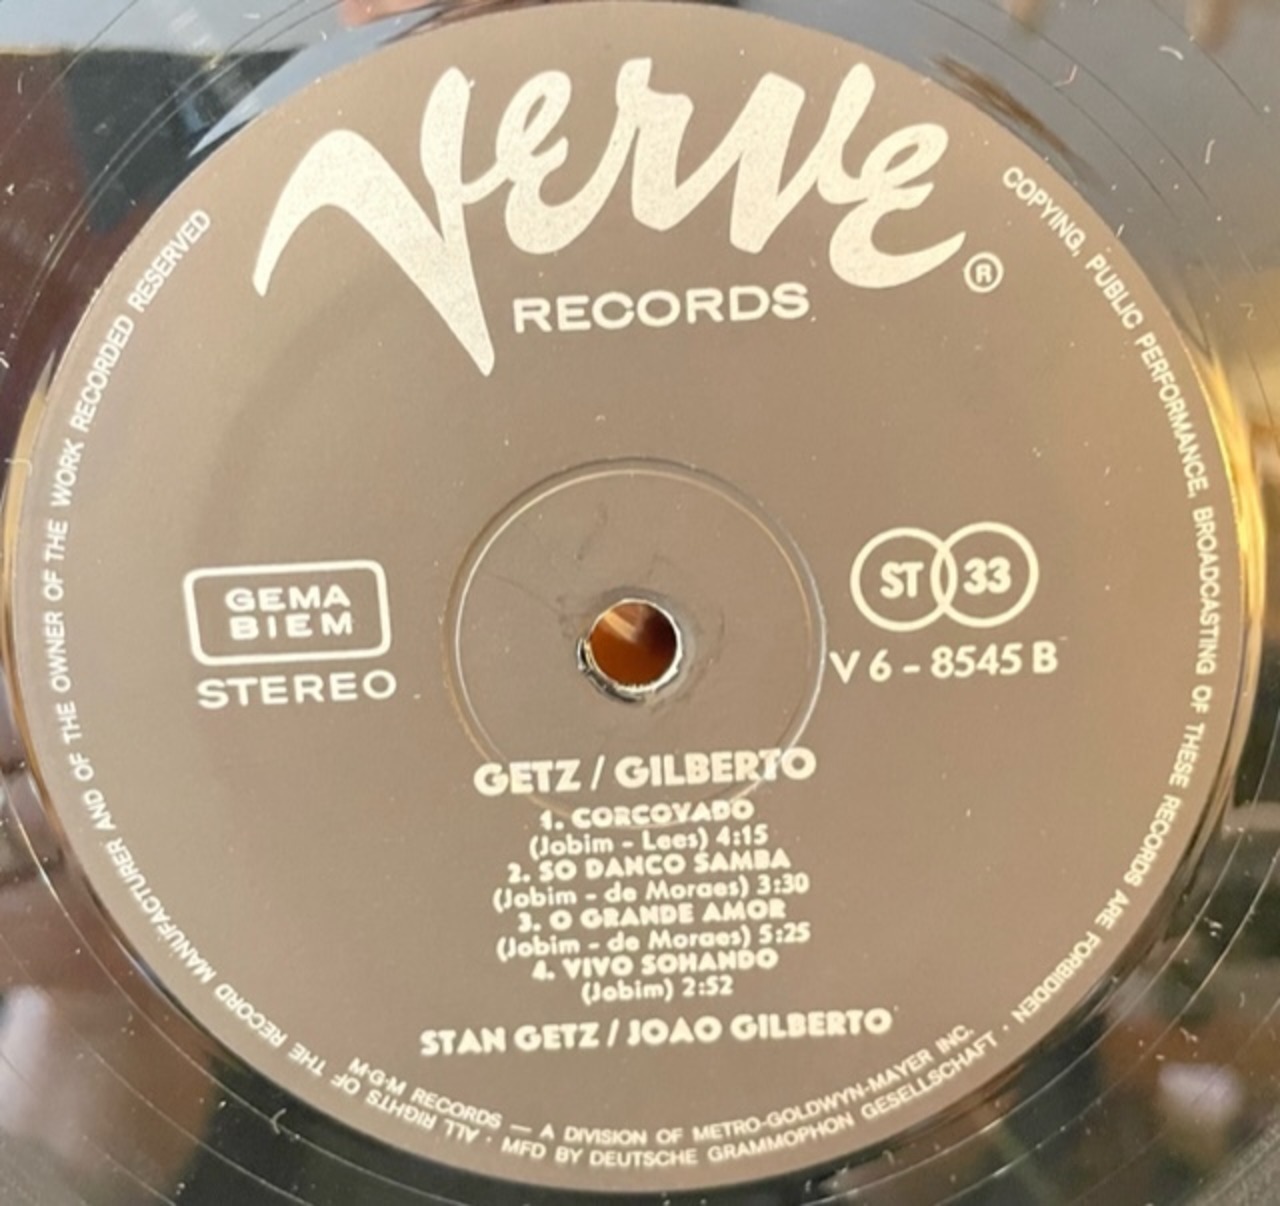 Verve
RECORDS
®
GEMA
BIEM
STEREO
ST 33
V 6 - 8545 B
GETZ / GILBERTO
1. CORCOVADO
(Jobim - Lees) 4:15
2. SO DANCO SAMBA
(Jobim - de Moraes) 3:30
3. O GRANDE AMOR
(Jobim - de Moraes) 5:25
4. VIVO SOHANDO
(Jobim) 2:52
STAN GETZ / JOAO GILBERTO
M·G·M RECORDS — A DIVISION OF METRO-GOLDWYN-MAYER INC.
MFD BY DEUTSCHE GRAMMOPHON GESELLSCHAFT · ALL RIGHTS OF THE RECORD MANUFACTURER AND OF THE OWNER OF THE WORK RECORDED RESERVED
COPYING, PUBLIC PERFORMANCE, BROADCASTING OF THESE RECORDS ARE FORBIDDEN ·